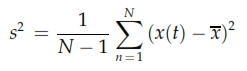 s² = 1/(N − 1) ∑_{n=1}^{N} (x(t) − x̅)²